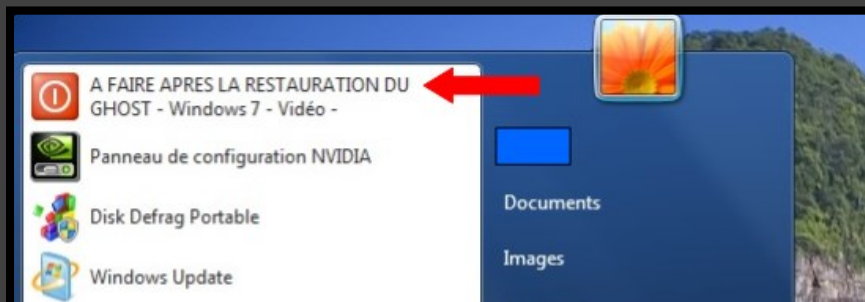 A FAIRE APRES LA RESTAURATION DU
GHOST - Windows 7 - Vidéo -
Panneau de configuration NVIDIA
Disk Defrag Portable
Windows Update
Documents
Images